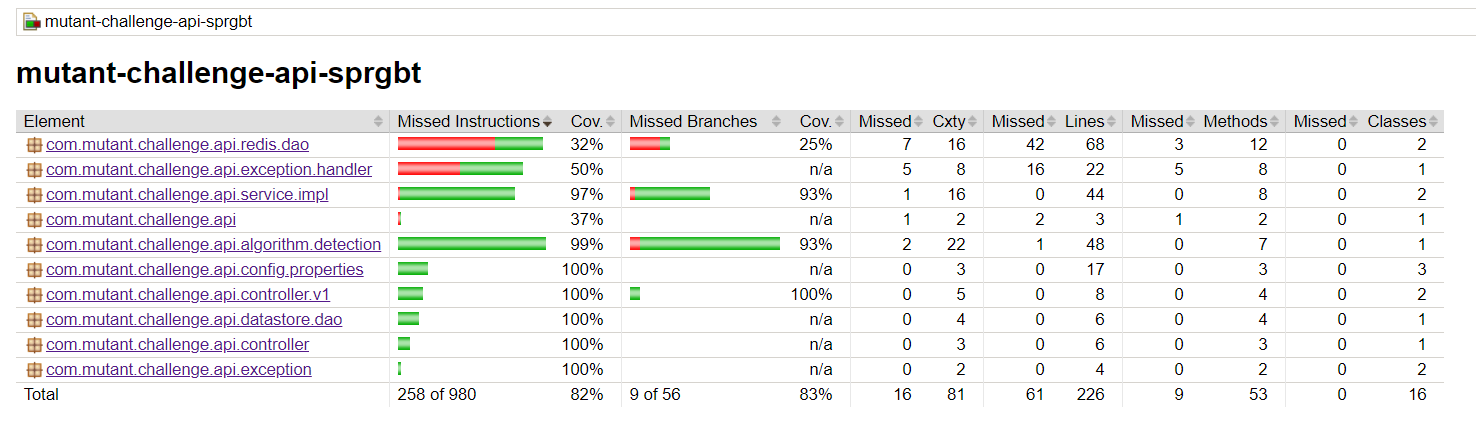 mutant-challenge-api-sprgbt
mutant-challenge-api-sprgbt
Element Missed Instructions Cov. Missed Branches Cov. Missed Cxty Missed Lines Missed Methods Missed Classes
com.mutant.challenge.api.redis.dao 32% 25% 7 16 42 68 3 12 0 2
com.mutant.challenge.api.exception.handler 50% n/a 5 8 16 22 5 8 0 1
com.mutant.challenge.api.service.impl 97% 93% 1 16 0 44 0 8 0 2
com.mutant.challenge.api 37% n/a 1 2 2 3 1 2 0 1
com.mutant.challenge.api.algorithm.detection 99% 93% 2 22 1 48 0 7 0 1
com.mutant.challenge.api.config.properties 100% n/a 0 3 0 17 0 3 0 3
com.mutant.challenge.api.controller.v1 100% 100% 0 5 0 8 0 4 0 2
com.mutant.challenge.api.datastore.dao 100% n/a 0 4 0 6 0 4 0 1
com.mutant.challenge.api.controller 100% n/a 0 3 0 6 0 3 0 1
com.mutant.challenge.api.exception 100% n/a 0 2 0 4 0 2 0 2
Total 258 of 980 82% 9 of 56 83% 16 81 61 226 9 53 0 16